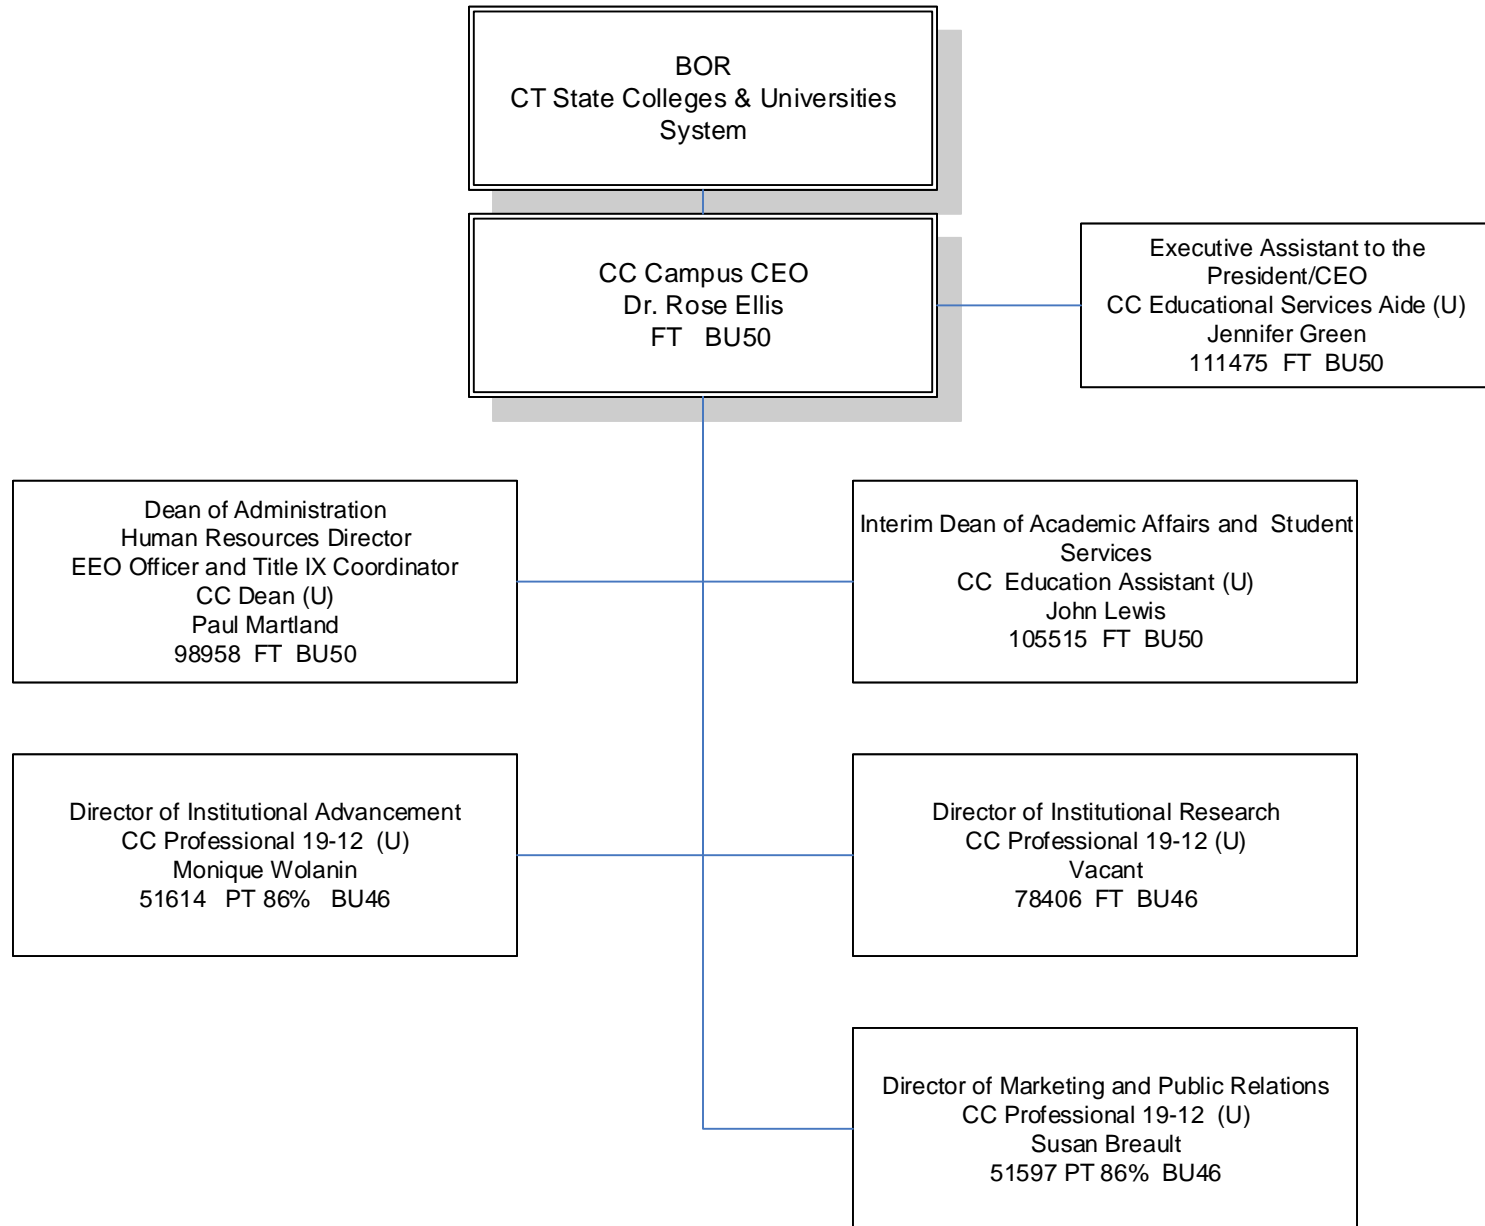 BOR
CT State Colleges & Universities
System
CC Campus CEO
Dr. Rose Ellis
FT BU50
Executive Assistant to the
President/CEO
CC Educational Services Aide (U)
Jennifer Green
111475 FT BU50
Dean of Administration
Human Resources Director
EEO Officer and Title IX Coordinator
CC Dean (U)
Paul Martland
98958 FT BU50
Interim Dean of Academic Affairs and Student
Services
CC Education Assistant (U)
John Lewis
105515 FT BU50
Director of Institutional Advancement
CC Professional 19-12 (U)
Monique Wolanin
51614 PT 86% BU46
Director of Institutional Research
CC Professional 19-12 (U)
Vacant
78406 FT BU46
Director of Marketing and Public Relations
CC Professional 19-12 (U)
Susan Breault
51597 PT 86% BU46